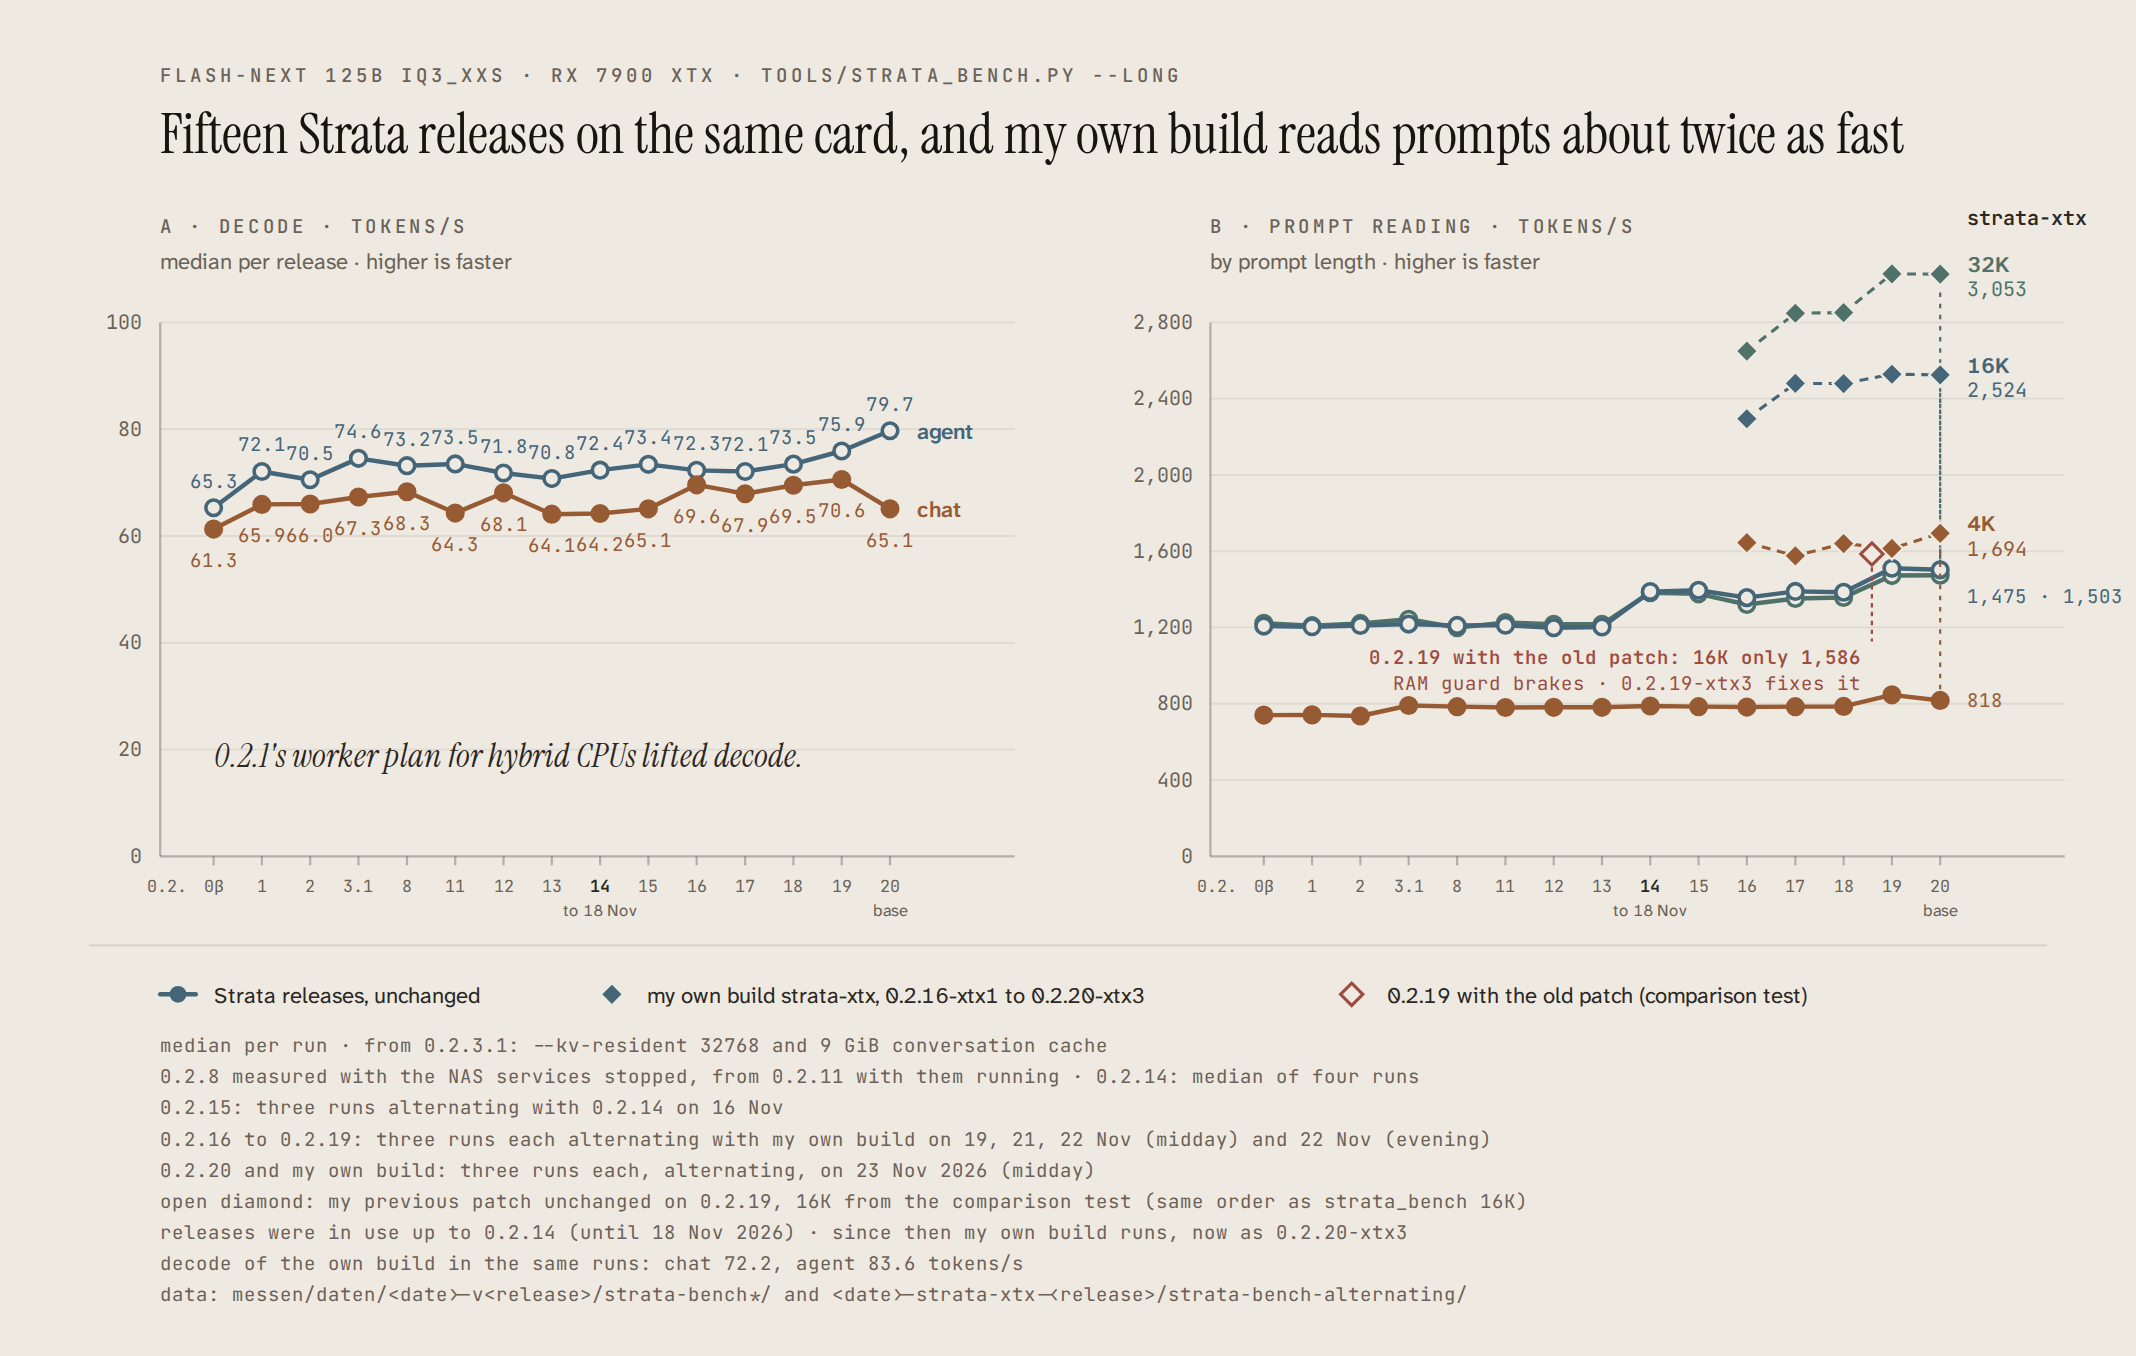 FLASH-NEXT 125B IQ3_XXS · RX 7900 XTX · TOOLS/STRATA_BENCH.PY --LONG
Fifteen Strata releases on the same card, and my own build reads prompts about twice as fast
A · DECODE · TOKENS/S
median per release · higher is faster
100
80
60
40
20
0
65.3 72.1 70.5 74.6 73.2 73.5 71.8 70.8 72.4 73.4 72.3 72.1 73.5 75.9 79.7
agent
61.3 65.9 66.0 67.3 68.3 64.3 68.1 64.1 64.2 65.1 69.6 67.9 69.5 70.6 65.1
chat
0.2.1's worker plan for hybrid CPUs lifted decode.
0.2. 0β 1 2 3.1 8 11 12 13 14 15 16 17 18 19 20
to 18 Nov base
B · PROMPT READING · TOKENS/S
by prompt length · higher is faster
strata-xtx
32K
3,053
16K
2,524
4K
1,694
1,475 · 1,503
818
2,800
2,400
2,000
1,600
1,200
800
400
0
0.2.19 with the old patch: 16K only 1,586
RAM guard brakes · 0.2.19-xtx3 fixes it
0.2. 0β 1 2 3.1 8 11 12 13 14 15 16 17 18 19 20
to 18 Nov base
Strata releases, unchanged
my own build strata-xtx, 0.2.16-xtx1 to 0.2.20-xtx3
0.2.19 with the old patch (comparison test)
median per run · from 0.2.3.1: --kv-resident 32768 and 9 GiB conversation cache
0.2.8 measured with the NAS services stopped, from 0.2.11 with them running · 0.2.14: median of four runs
0.2.15: three runs alternating with 0.2.14 on 16 Nov
0.2.16 to 0.2.19: three runs each alternating with my own build on 19, 21, 22 Nov (midday) and 22 Nov (evening)
0.2.20 and my own build: three runs each, alternating, on 23 Nov 2026 (midday)
open diamond: my previous patch unchanged on 0.2.19, 16K from the comparison test (same order as strata_bench 16K)
releases were in use up to 0.2.14 (until 18 Nov 2026) · since then my own build runs, now as 0.2.20-xtx3
decode of the own build in the same runs: chat 72.2, agent 83.6 tokens/s
data: messen/daten/<date>-v<release>/strata-bench*/ and <date>-strata-xtx-<release>/strata-bench-alternating/